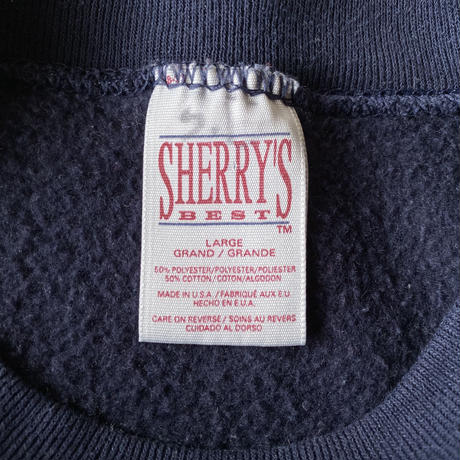 SHERRY'S
BEST
TM
LARGE
GRAND / GRANDE
50% POLYESTER/POLYESTER/POLIESTER
50% COTTON/COTON/ALGODON
MADE IN U.S.A. / FABRIQUÉ AUX E.U.
HECHO EN E.U.A.
CARE ON REVERSE / SOINS AU REVERS
CUIDADO AL DORSO